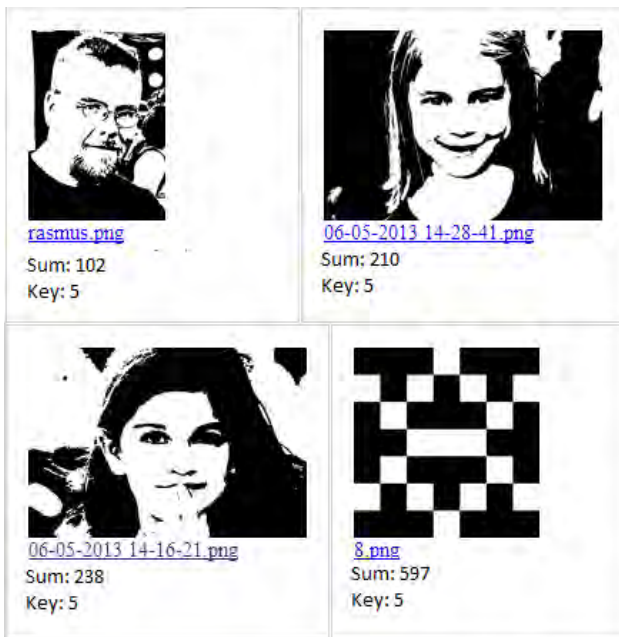 rasmus.png
Sum: 102
Key: 5
06-05-2013 14-28-41.png
Sum: 210
Key: 5
06-05-2013 14-16-21.png
Sum: 238
Key: 5
8.png
Sum: 597
Key: 5